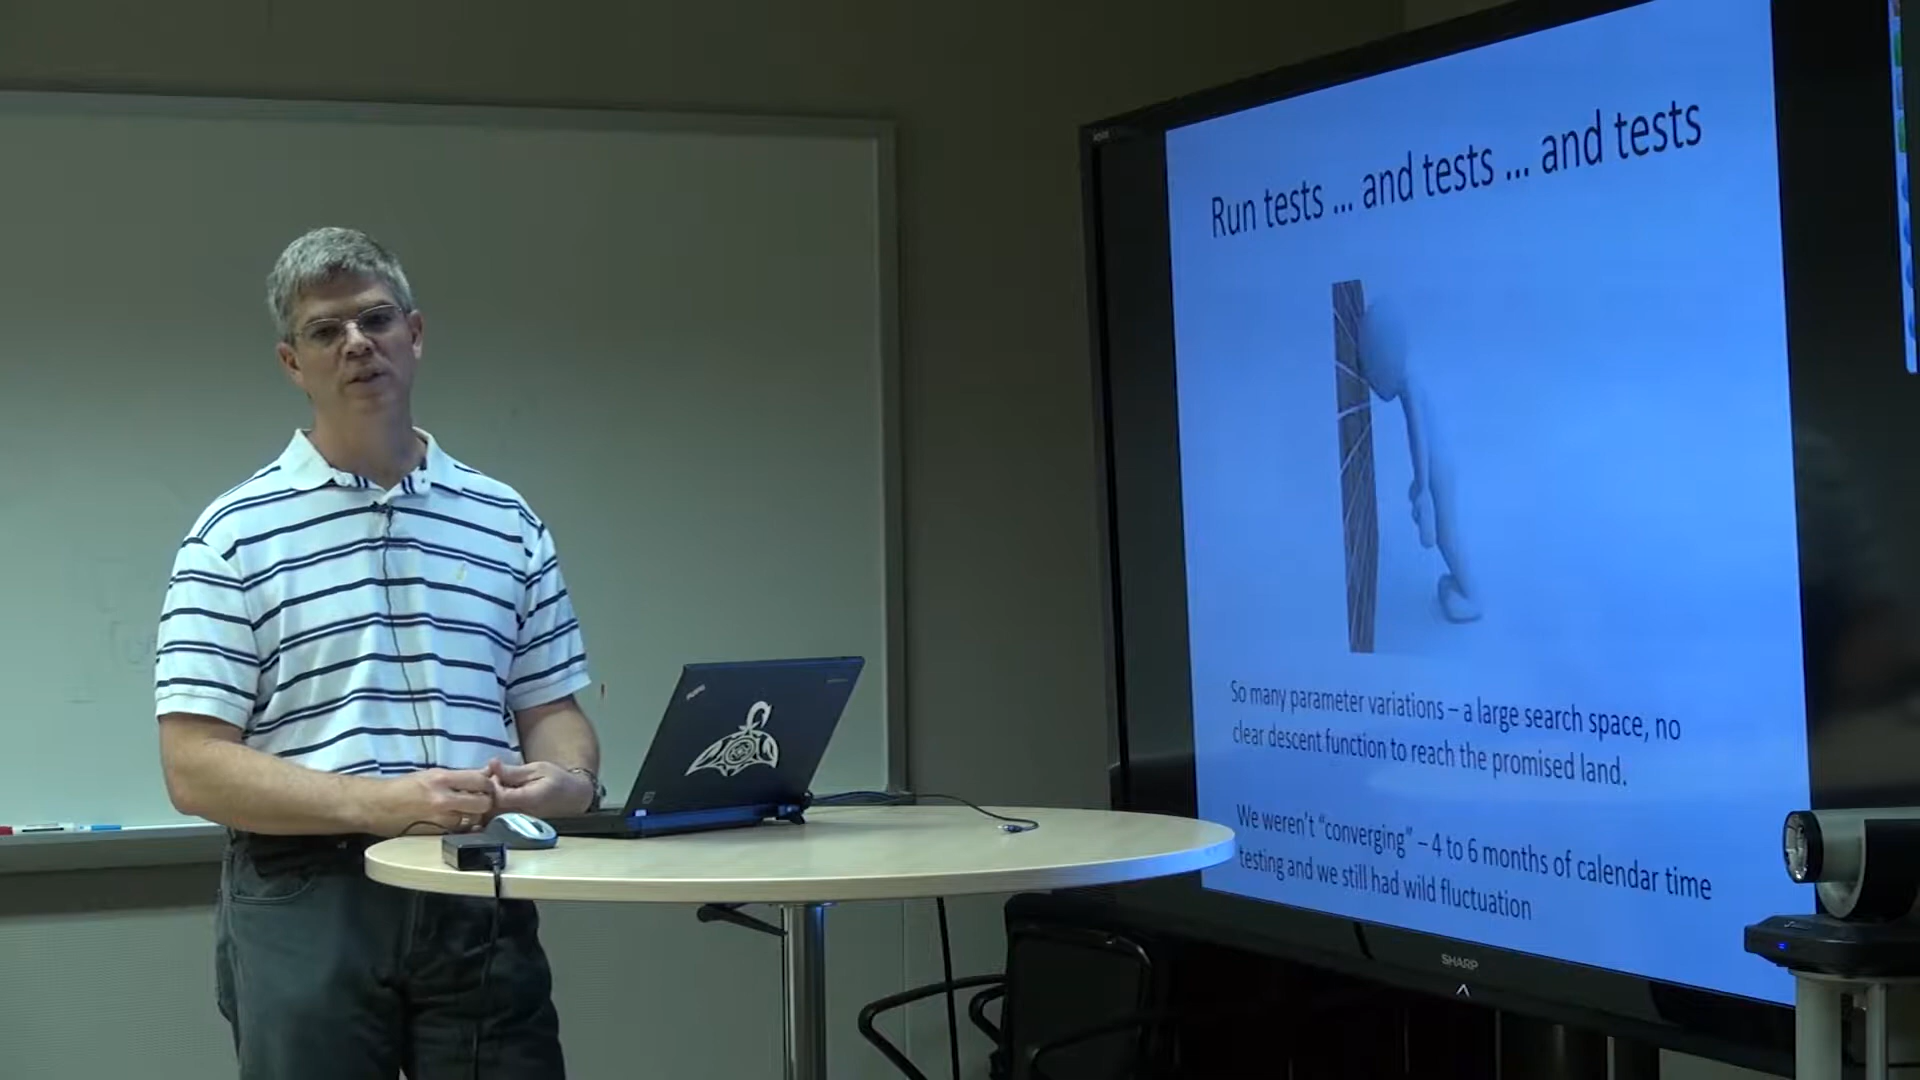 Run tests ... and tests ... and tests
So many parameter variations – a large search space, no
clear descent function to reach the promised land.
We weren't "converging" – 4 to 6 months of calendar time
testing and we still had wild fluctuation
SHARP